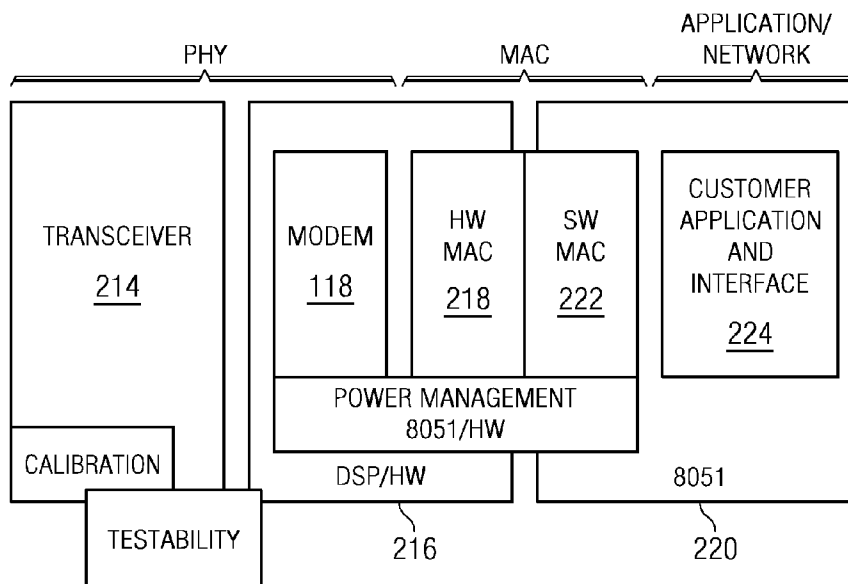 PHY
MAC
APPLICATION/
NETWORK
TRANSCEIVER
214
MODEM
118
HW
MAC
218
SW
MAC
222
CUSTOMER
APPLICATION
AND
INTERFACE
224
POWER MANAGEMENT
8051/HW
CALIBRATION
DSP/HW
8051
TESTABILITY
216
220